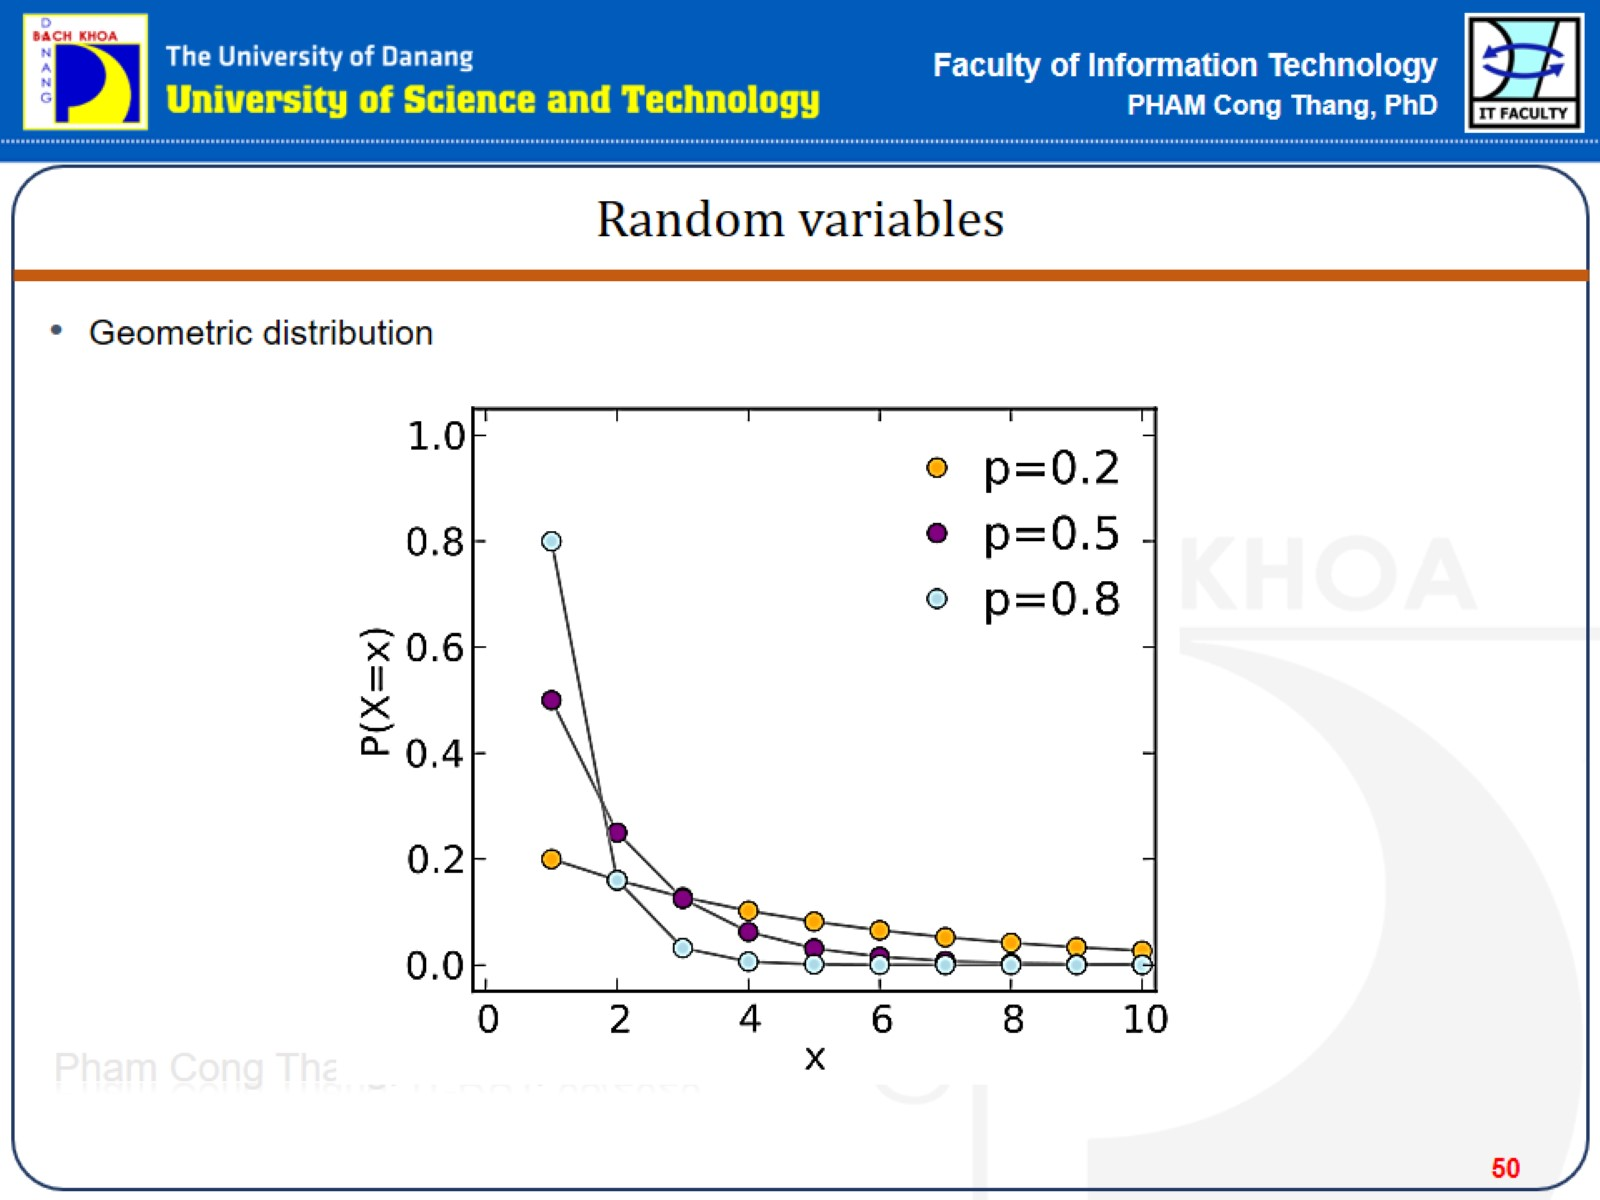 DANANG
BACH KHOA
The University of Danang
University of Science and Technology
Faculty of Information Technology
PHAM Cong Thang, PhD
IT FACULTY
Random variables
• Geometric distribution
1.0
0.8
0.6
0.4
0.2
0.0
P(X=x)
p=0.2
p=0.5
p=0.8
0 2 4 6 8 10
x
KHOA
Pham Cong
50